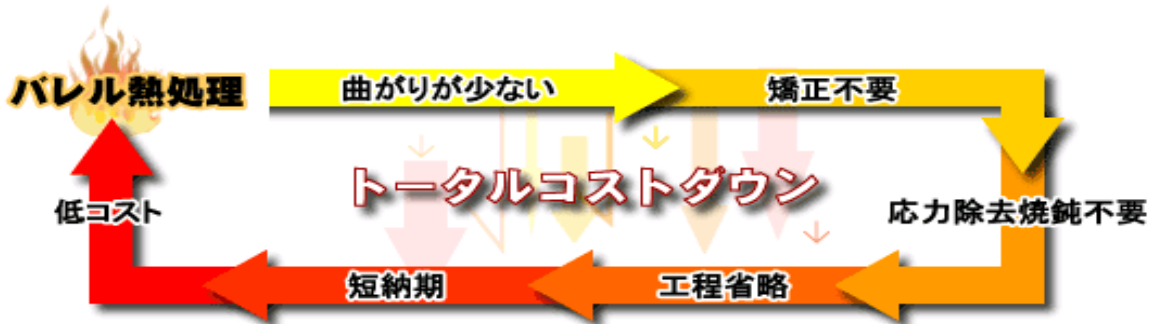 バレル熱処理
曲がりが少ない
矯正不要
トータルコストダウン
低コスト
応力除去焼鈍不要
短納期
工程省略